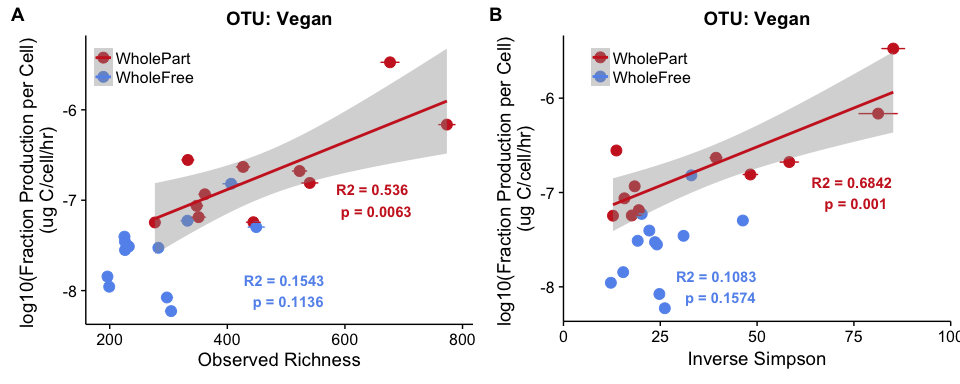 A
OTU: Vegan
log10(Fraction Production per Cell)
(ug C/cell/hr)
-6
-7
-8
WholePart
WholeFree
R2 = 0.536
p = 0.0063
R2 = 0.1543
p = 0.1136
200
400
600
800
Observed Richness
B
OTU: Vegan
log10(Fraction Production per Cell)
(ug C/cell/hr)
-6
-7
-8
WholePart
WholeFree
R2 = 0.6842
p = 0.001
R2 = 0.1083
p = 0.1574
0
25
50
75
100
Inverse Simpson